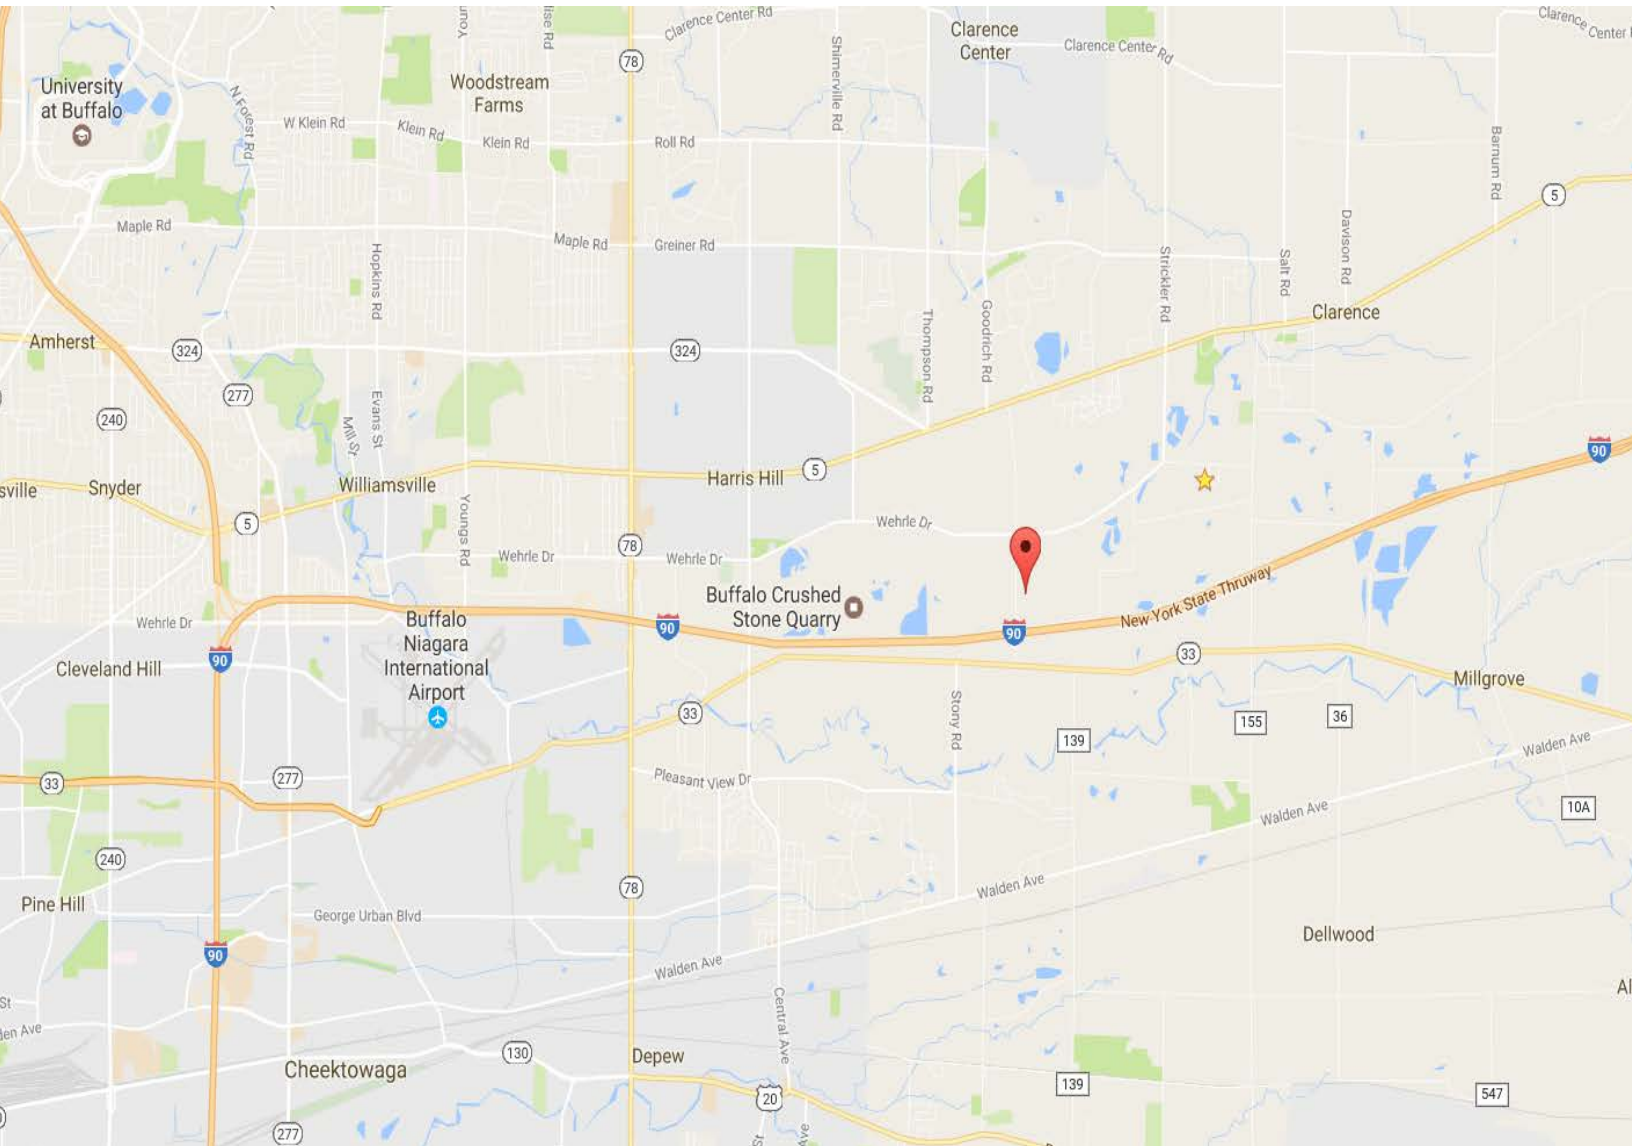 Clarence Center Rd
Clarence
Center
Clarence Center Rd
Clarence
Center
University
at Buffalo
N Forest Rd
Woodstream
Farms
78
Shimerville Rd
W Klein Rd
Klein Rd
Klein Rd
Roll Rd
Barnum Rd
5
Maple Rd
Maple Rd
Greiner Rd
Hopkins Rd
Davison Rd
Strickler Rd
Salt Rd
Thompson Rd
Goodrich Rd
Clarence
Amherst
324
324
277
240
Evans St
Mill St
90
Harris Hill
5
Williamsville
Snyder
sville
5
Youngs Rd
Wehrle Dr
78
Wehrle Dr
Wehrle Dr
Buffalo Crushed
Stone Quarry
New York State Thruway
Wehrle Dr
Buffalo
Niagara
International
Airport
90
90
90
33
Cleveland Hill
Millgrove
33
Stony Rd
155
36
139
Walden Ave
277
33
Pleasant View Dr
10A
Walden Ave
240
78
Walden Ave
Pine Hill
George Urban Blvd
Dellwood
90
Walden Ave
Central Ave
St
den Ave
130
Depew
Cheektowaga
139
20
547
277